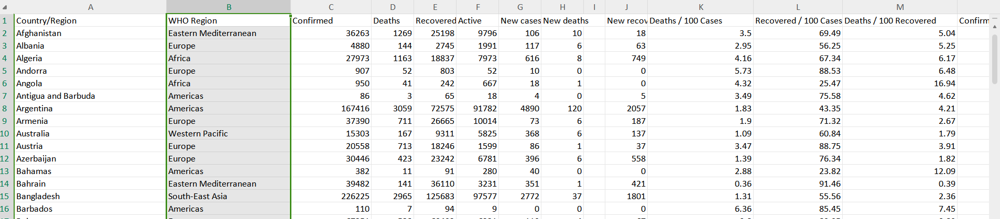 A B C D E F G H I J K L M
1 Country/Region WHO Region Confirmed Deaths Recovered Active New cases New deaths New recov Deaths / 100 Cases Recovered / 100 Cases Deaths / 100 Recovered Confirm
2 Afghanistan Eastern Mediterranean 36263 1269 25198 9796 106 10 18 3.5 69.49 5.04
3 Albania Europe 4880 144 2745 1991 117 6 63 2.95 56.25 5.25
4 Algeria Africa 27973 1163 18837 7973 616 8 749 4.16 67.34 6.17
5 Andorra Europe 907 52 803 52 10 0 0 5.73 88.53 6.48
6 Angola Africa 950 41 242 667 18 1 0 4.32 25.47 16.94
7 Antigua and Barbuda Americas 86 3 65 18 4 0 5 3.49 75.58 4.62
8 Argentina Americas 167416 3059 72575 91782 4890 120 2057 1.83 43.35 4.21
9 Armenia Europe 37390 711 26665 10014 73 6 187 1.9 71.32 2.67
10 Australia Western Pacific 15303 167 9311 5825 368 6 137 1.09 60.84 1.79
11 Austria Europe 20558 713 18246 1599 86 1 37 3.47 88.75 3.91
12 Azerbaijan Europe 30446 423 23242 6781 396 6 558 1.39 76.34 1.82
13 Bahamas Americas 382 11 91 280 40 0 0 2.88 23.82 12.09
14 Bahrain Eastern Mediterranean 39482 141 36110 3231 351 1 421 0.36 91.46 0.39
15 Bangladesh South-East Asia 226225 2965 125683 97577 2772 37 1801 1.31 55.56 2.36
16 Barbados Americas 110 7 94 9 0 0 0 6.36 85.45 7.45